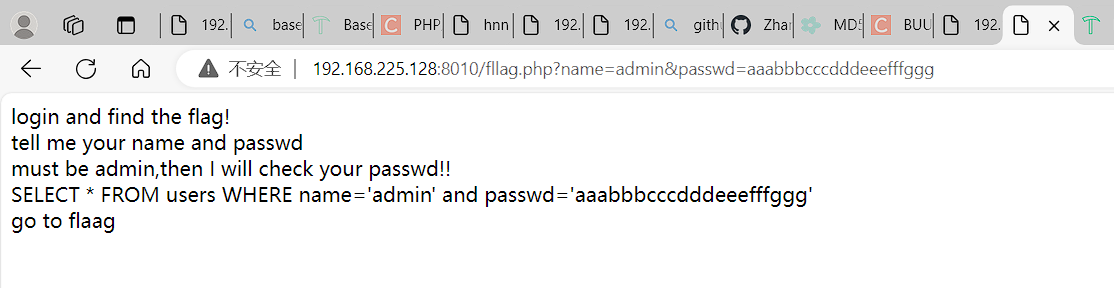 192. base Base PHP hnn 192. 192. gith Zhai MD5 BUU 192.
不安全 192.168.225.128:8010/fllag.php?name=admin&passwd=aaabbbcccdddeeefffggg
login and find the flag!
tell me your name and passwd
must be admin,then I will check your passwd!!
SELECT * FROM users WHERE name='admin' and passwd='aaabbbcccdddeeefffggg'
go to flaag